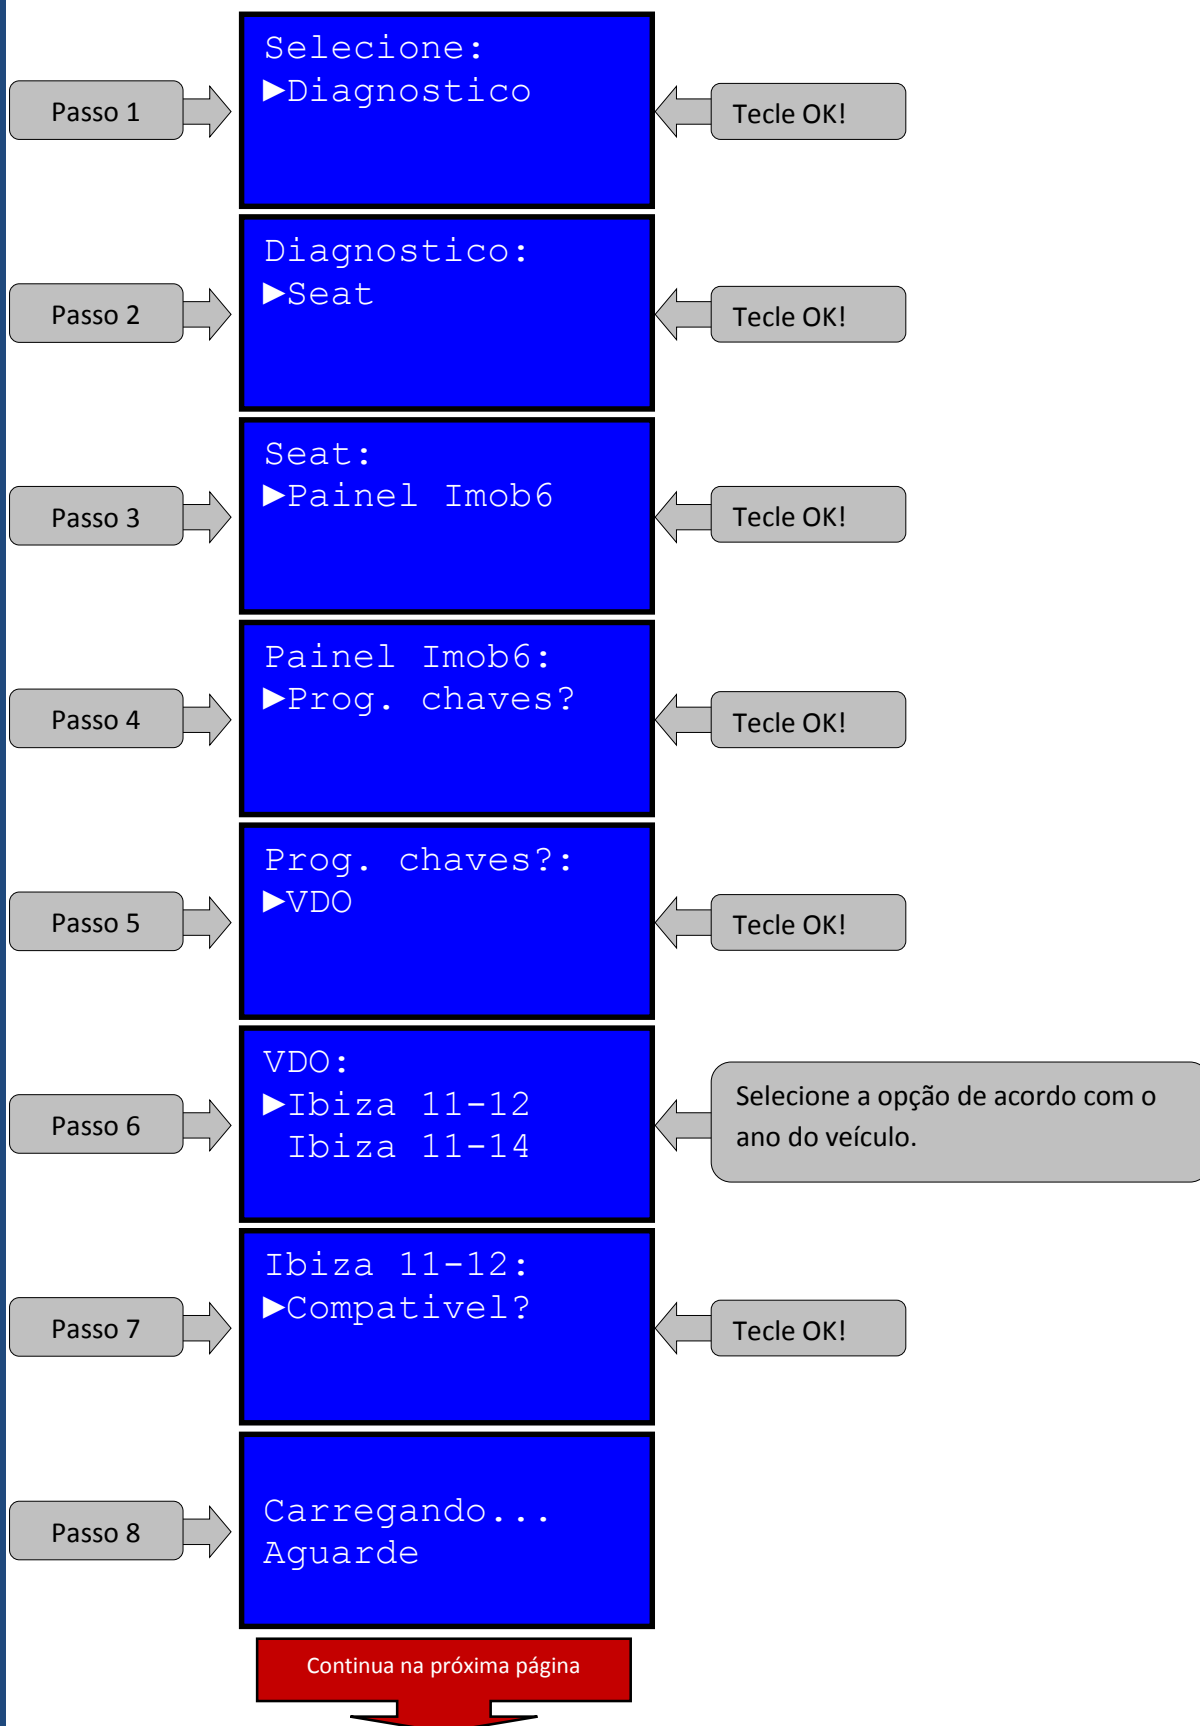 Selecione:
Passo 1
►Diagnostico
Tecle OK!
Diagnostico:
Passo 2
►Seat
Tecle OK!
Seat:
Passo 3
►Painel Imob6
Tecle OK!
Painel Imob6:
Passo 4
►Prog. chaves?
Tecle OK!
Prog. chaves?:
Passo 5
►VDO
Tecle OK!
VDO:
Passo 6
►Ibiza 11-12
Ibiza 11-14
Selecione a opção de acordo com o
ano do veículo.
Ibiza 11-12:
Passo 7
►Compativel?
Tecle OK!
Passo 8
Carregando...
Aguarde
Continua na próxima página